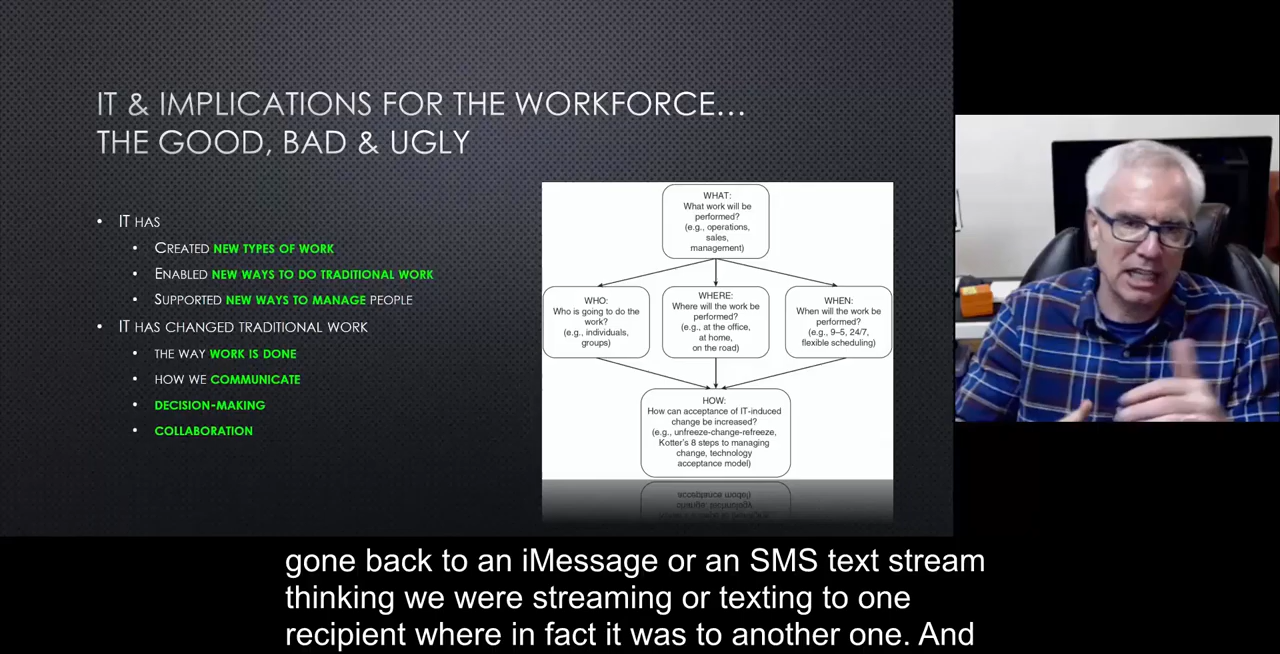 IT & IMPLICATIONS FOR THE WORKFORCE…
THE GOOD, BAD & UGLY
• IT HAS
• CREATED NEW TYPES OF WORK
• ENABLED NEW WAYS TO DO TRADITIONAL WORK
• SUPPORTED NEW WAYS TO MANAGE PEOPLE
• IT HAS CHANGED TRADITIONAL WORK
• THE WAY WORK IS DONE
• HOW WE COMMUNICATE
• DECISION-MAKING
• COLLABORATION
WHAT:
What work will be
performed?
(e.g., operations,
sales,
management)
WHO:
Who is going to do the
work?
(e.g., individuals,
groups)
WHERE:
Where will the work be
performed?
(e.g., at the office,
at home,
on the road)
WHEN:
When will the work be
performed?
(e.g., 9–5, 24/7,
flexible scheduling)
HOW:
How can acceptance of IT-induced
change be increased?
(e.g., unfreeze-change-refreeze,
Kotter's 8 steps to managing
change, technology
acceptance model)
gone back to an iMessage or an SMS text stream
thinking we were streaming or texting to one
recipient where in fact it was to another one. And